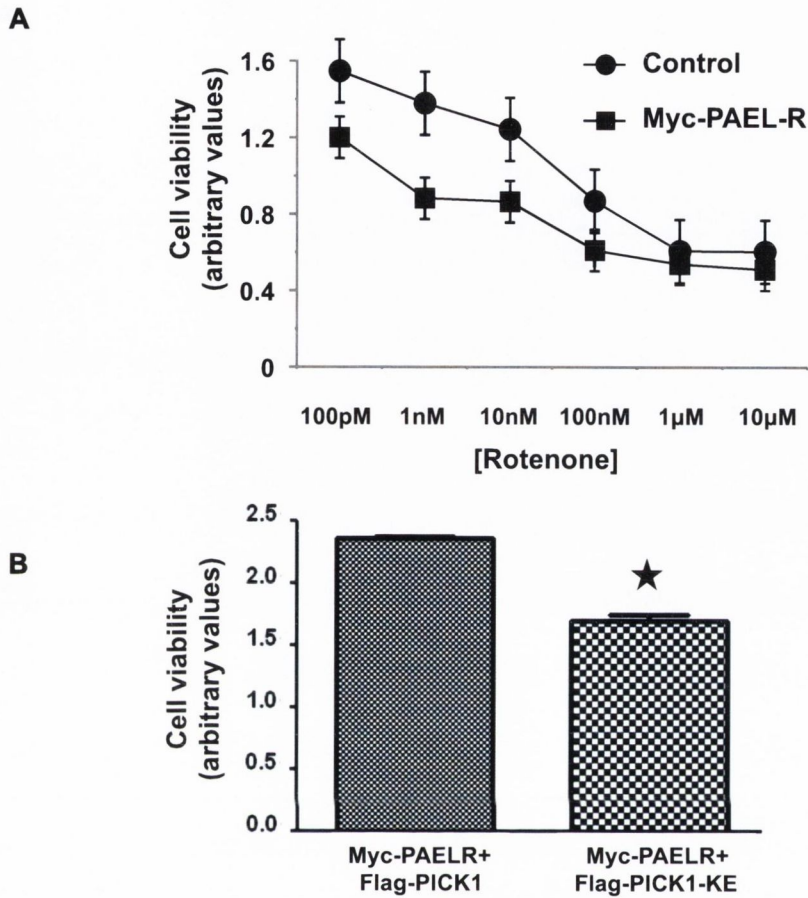 A
Cell viability
(arbitrary values)
1.6
1.2
0.8
0.4
0
Control
Myc-PAEL-R
100pM 1nM 10nM 100nM 1µM 10µM
[Rotenone]
B
Cell viability
(arbitrary values)
2.5
2.0
1.5
1.0
0.5
0.0
Myc-PAELR+
Flag-PICK1
Myc-PAELR+
Flag-PICK1-KE